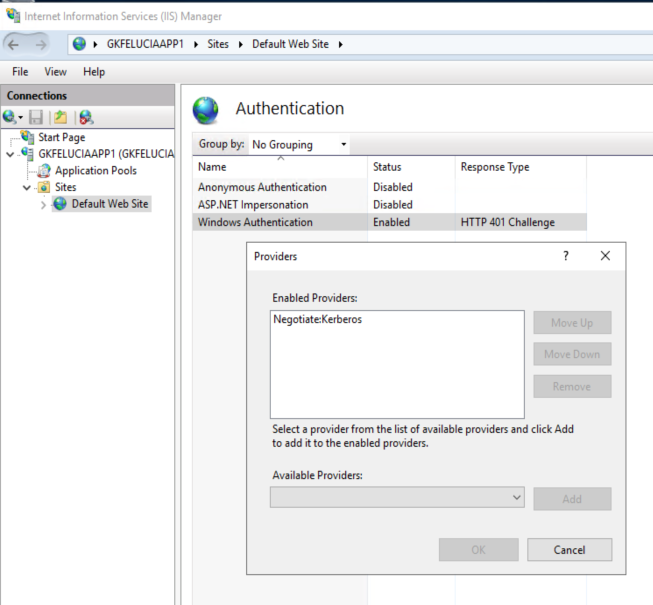 Internet Information Services (IIS) Manager
GKFELUCIAAPP1 Sites Default Web Site
File View Help
Connections
Start Page
GKFELUCIAAPP1 (GKFELUCIA
Application Pools
Sites
Default Web Site
Authentication
Group by: No Grouping
Name Status Response Type
Anonymous Authentication Disabled
ASP.NET Impersonation Disabled
Windows Authentication Enabled HTTP 401 Challenge
Providers ?
Enabled Providers:
Negotiate:Kerberos
Move Up
Move Down
Remove
Select a provider from the list of available providers and click Add
to add it to the enabled providers.
Available Providers:
Add
OK Cancel